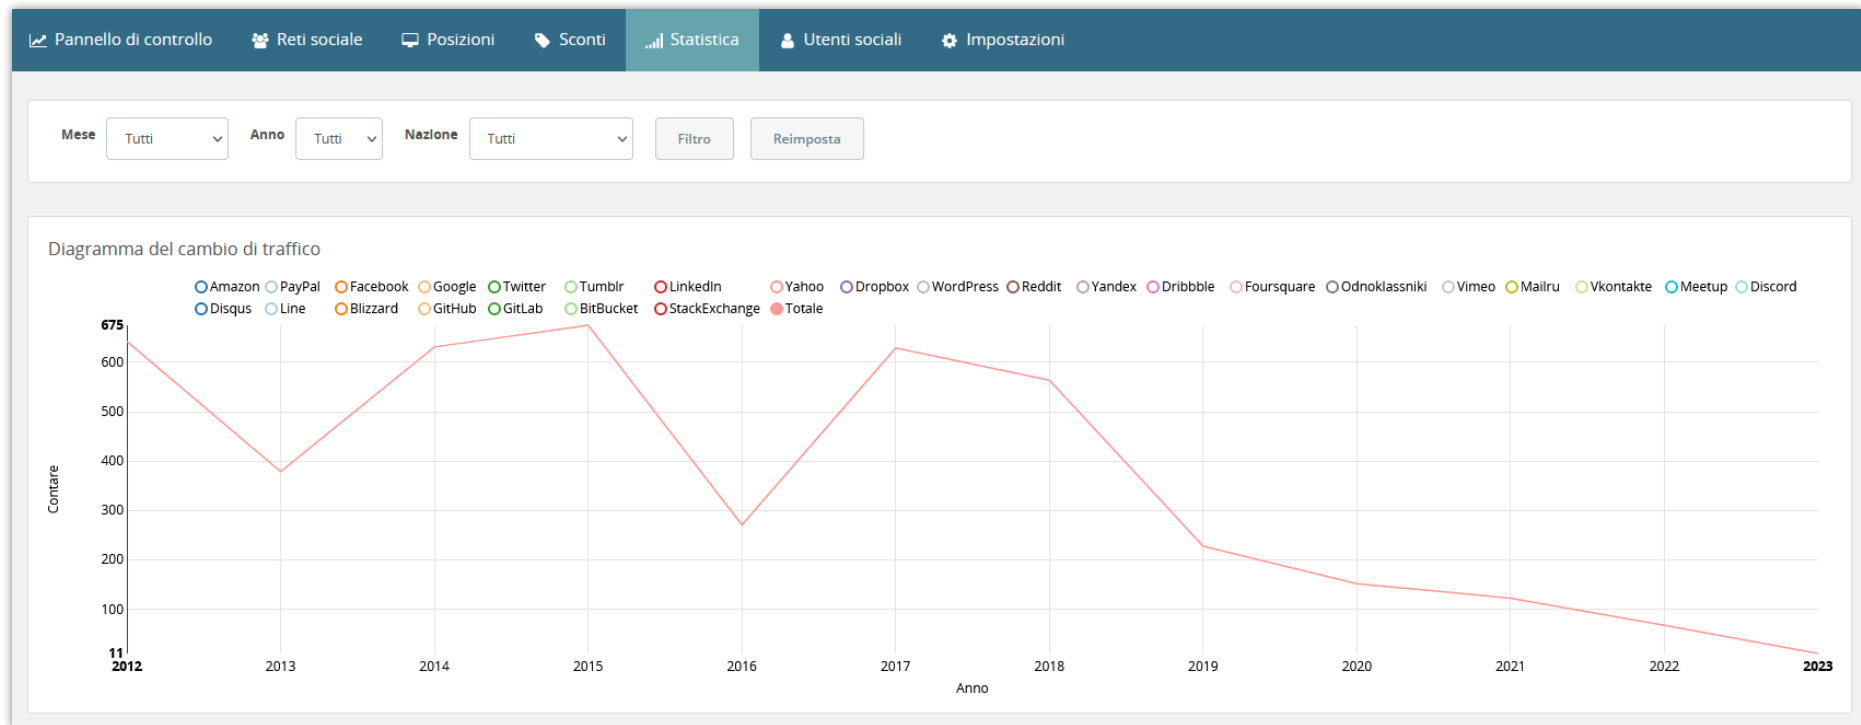 Pannello di controllo Reti sociale Posizioni Sconti Statistica Utenti sociali Impostazioni
Mese Tutti Anno Tutti Nazione Tutti Filtro Reimposta
Diagramma del cambio di traffico
Amazon PayPal Facebook Google Twitter Tumblr LinkedIn Yahoo Dropbox WordPress Reddit Yandex Dribbble Foursquare Odnoklassniki Vimeo Mailru Vkontakte Meetup Discord
Disqus Line Blizzard GitHub GitLab BitBucket StackExchange Totale
675
600
500
400
Contare
300
200
100
11
2012 2013 2014 2015 2016 2017 2018 2019 2020 2021 2022 2023
Anno